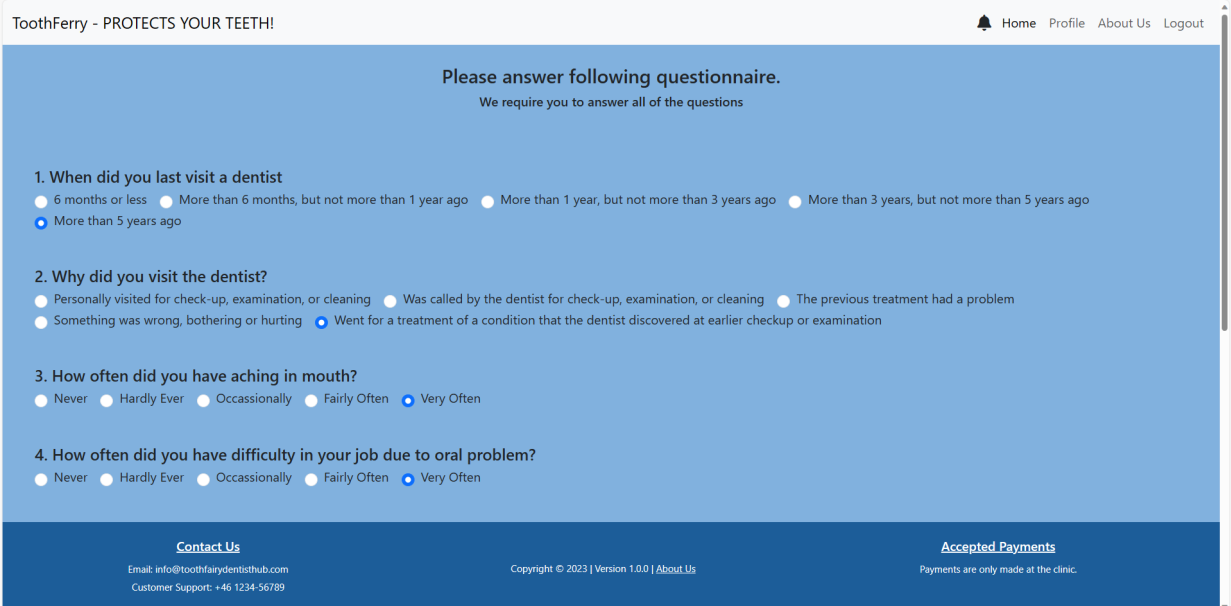 ToothFerry - PROTECTS YOUR TEETH!
Home Profile About Us Logout
Please answer following questionnaire.
We require you to answer all of the questions
1. When did you last visit a dentist
6 months or less More than 6 months, but not more than 1 year ago More than 1 year, but not more than 3 years ago More than 3 years, but not more than 5 years ago
More than 5 years ago
2. Why did you visit the dentist?
Personally visited for check-up, examination, or cleaning Was called by the dentist for check-up, examination, or cleaning The previous treatment had a problem
Something was wrong, bothering or hurting Went for a treatment of a condition that the dentist discovered at earlier checkup or examination
3. How often did you have aching in mouth?
Never Hardly Ever Occassionally Fairly Often Very Often
4. How often did you have difficulty in your job due to oral problem?
Never Hardly Ever Occassionally Fairly Often Very Often
Contact Us
Email: info@toothfairydentisthub.com
Customer Support: +46 1234-56789
Copyright © 2023 | Version 1.0.0 | About Us
Accepted Payments
Payments are only made at the clinic.